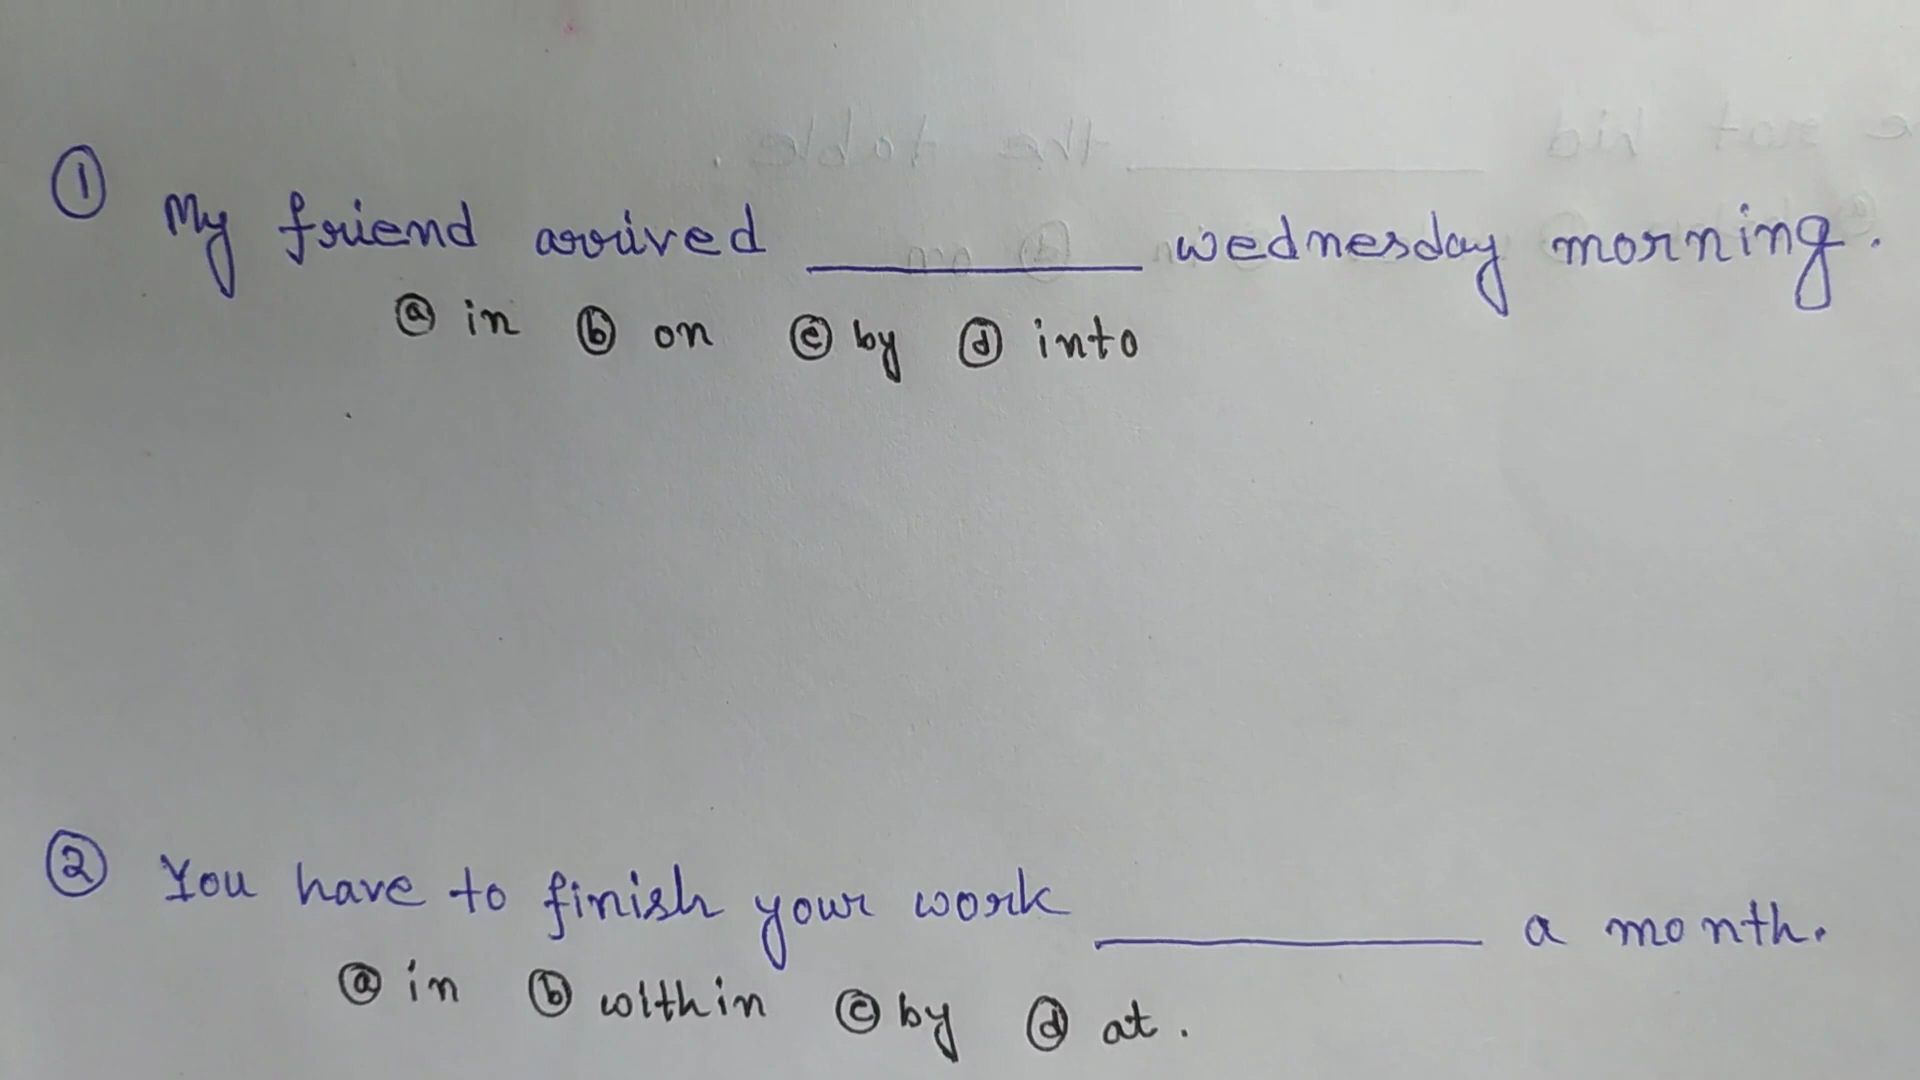 ① My friend arrived ________ wednesday morning.
ⓐ in ⓑ on ⓒ by ⓓ into
② You have to finish your work ________ a month.
ⓐ in ⓑ within ⓒ by ⓓ at.